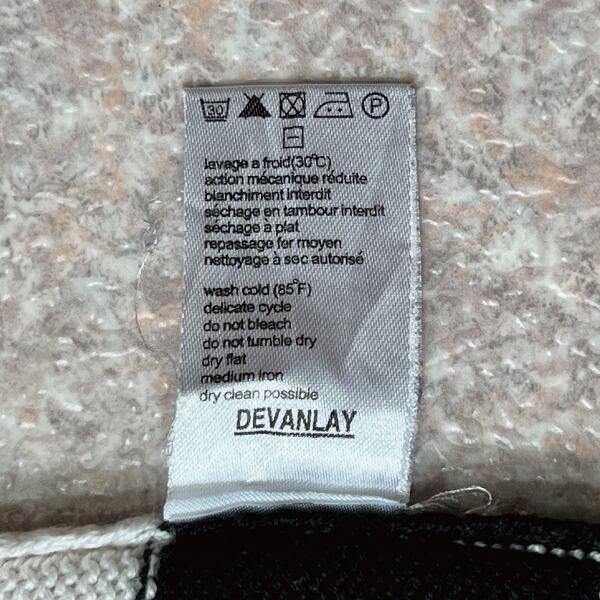 30 P
lavage a froid(30°C)
action mécanique réduite
blanchiment interdit
séchage en tambour interdit
séchage a plat
repassage fer moyen
nettoyage à sec autorisé
wash cold (85°F)
delicate cycle
do not bleach
do not tumble dry
dry flat
medium iron
dry clean possible
DEVANLAY